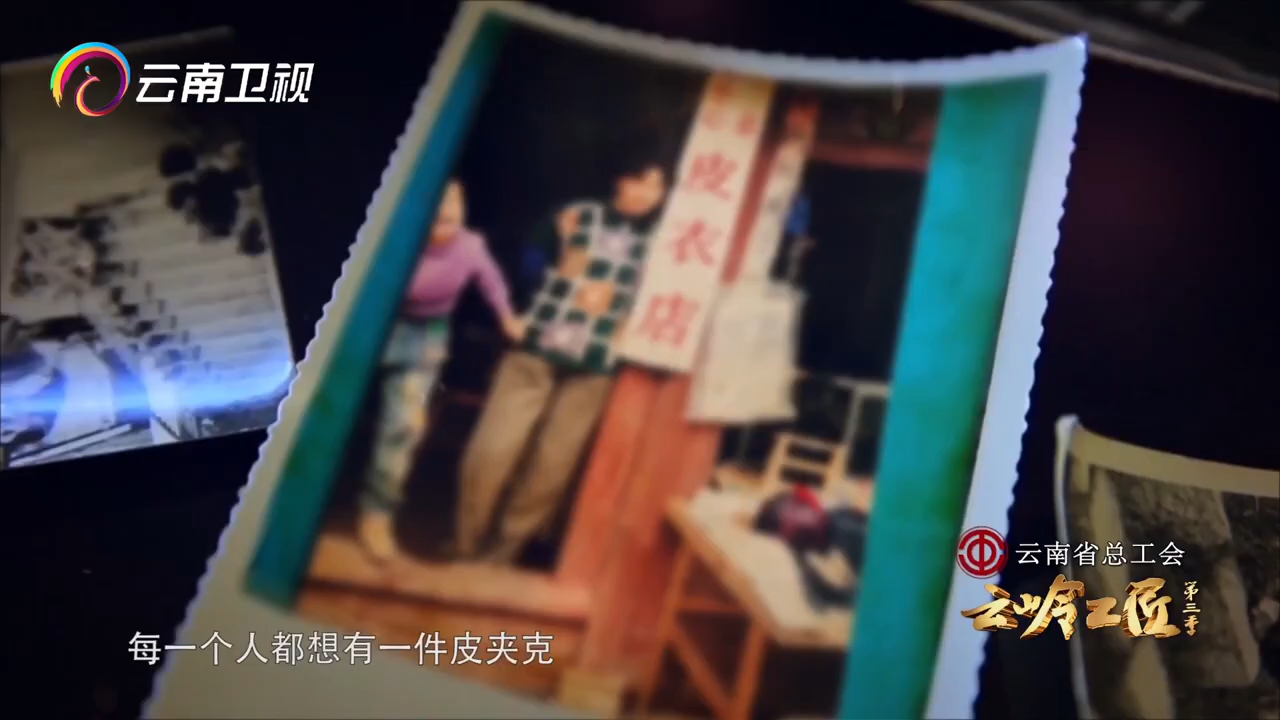 云南卫视
皮衣店
云南省总工会
云岭工匠
第三季
每一个人都想有一件皮夹克